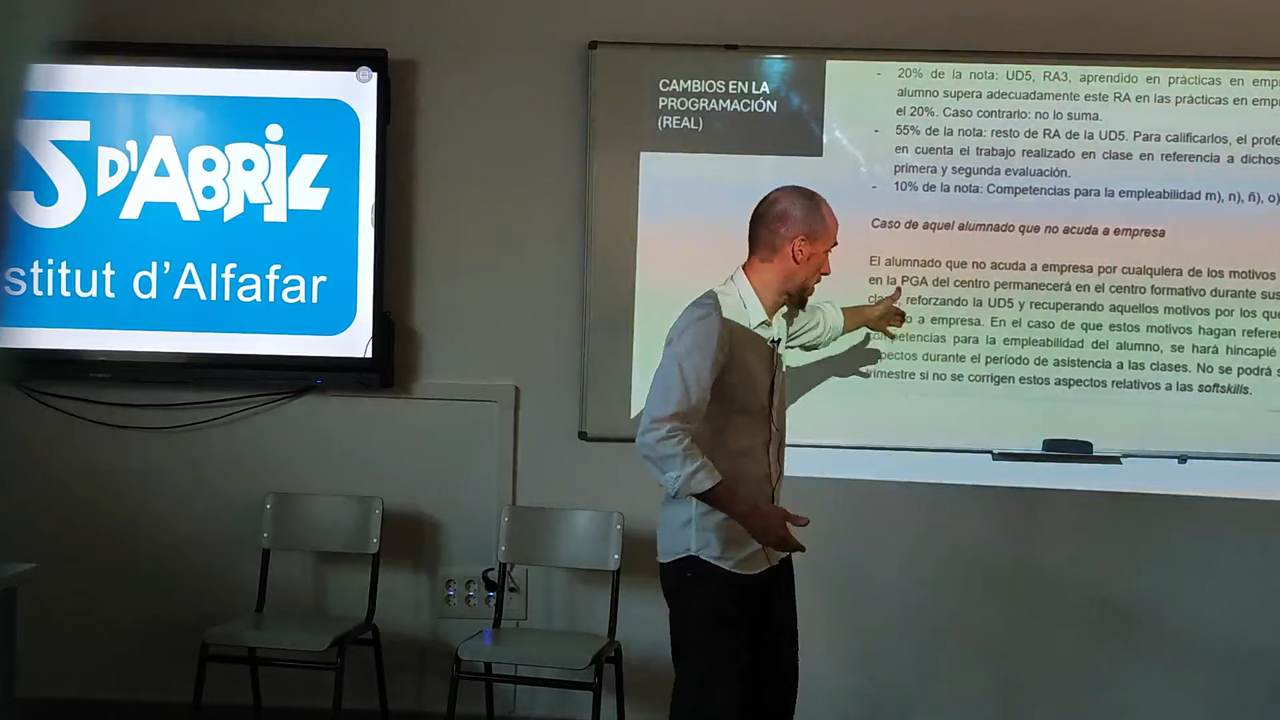 5 D'ABRIL
stitut d'Alfafar
CAMBIOS EN LA
PROGRAMACIÓN
(REAL)
- 20% de la nota: UD5, RA3, aprendido en prácticas en emp
alumno supera adecuadamente este RA en las prácticas en emp
el 20%. Caso contrario: no lo suma.
- 55% de la nota: resto de RA de la UD5. Para calificarlos, el profe
en cuenta el trabajo realizado en clase en referencia a dichos
primera y segunda evaluación.
- 10% de la nota: Competencias para la empleabilidad m), n), ñ), o)
Caso de aquel alumnado que no acuda a empresa
El alumnado que no acuda a empresa por cualquiera de los motivos
en la PGA del centro permanecerá en el centro formativo durante sus
cla , reforzando la UD5 y recuperando aquellos motivos por los que
o a empresa. En el caso de que estos motivos hagan refere
petencias para la empleabilidad del alumno, se hará hincapié
pectos durante el período de asistencia a las clases. No se podrá s
trimestre si no se corrigen estos aspectos relativos a las softskills.